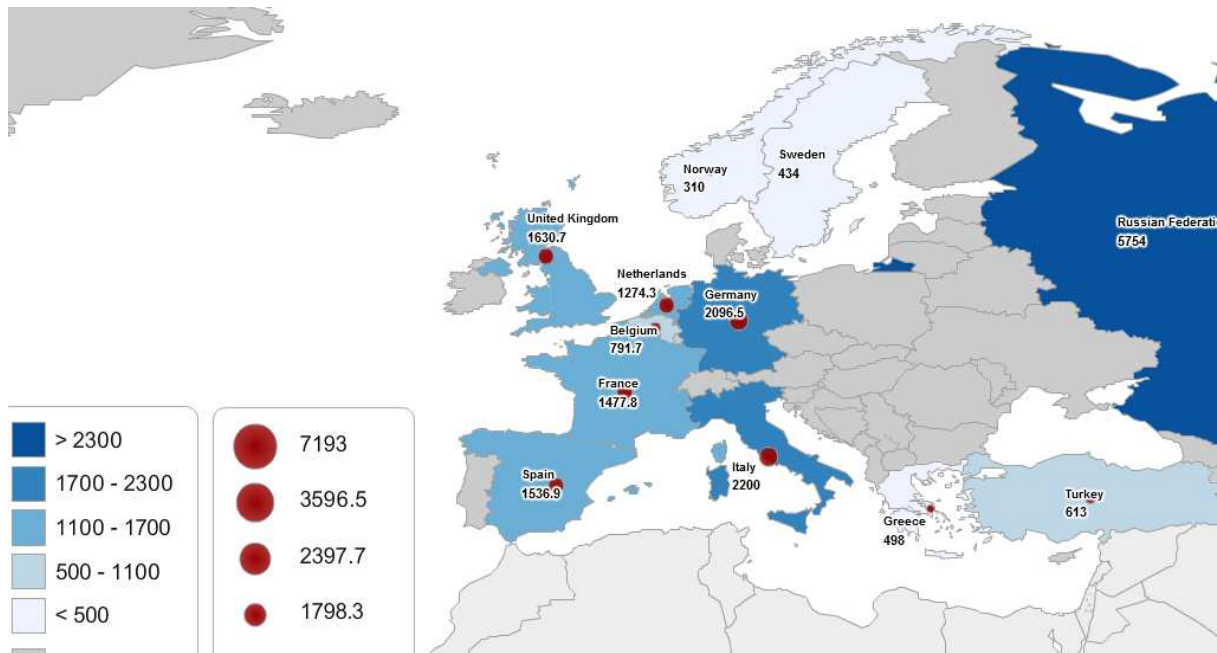 Norway
310
Sweden
434
United Kingdom
1630.7
Russian Federati
5754
Netherlands
1274.3
Germany
2096.5
Belgium
791.7
France
1477.8
Spain
1536.9
Italy
2200
Greece
498
Turkey
613
> 2300
1700 - 2300
1100 - 1700
500 - 1100
< 500
7193
3596.5
2397.7
1798.3